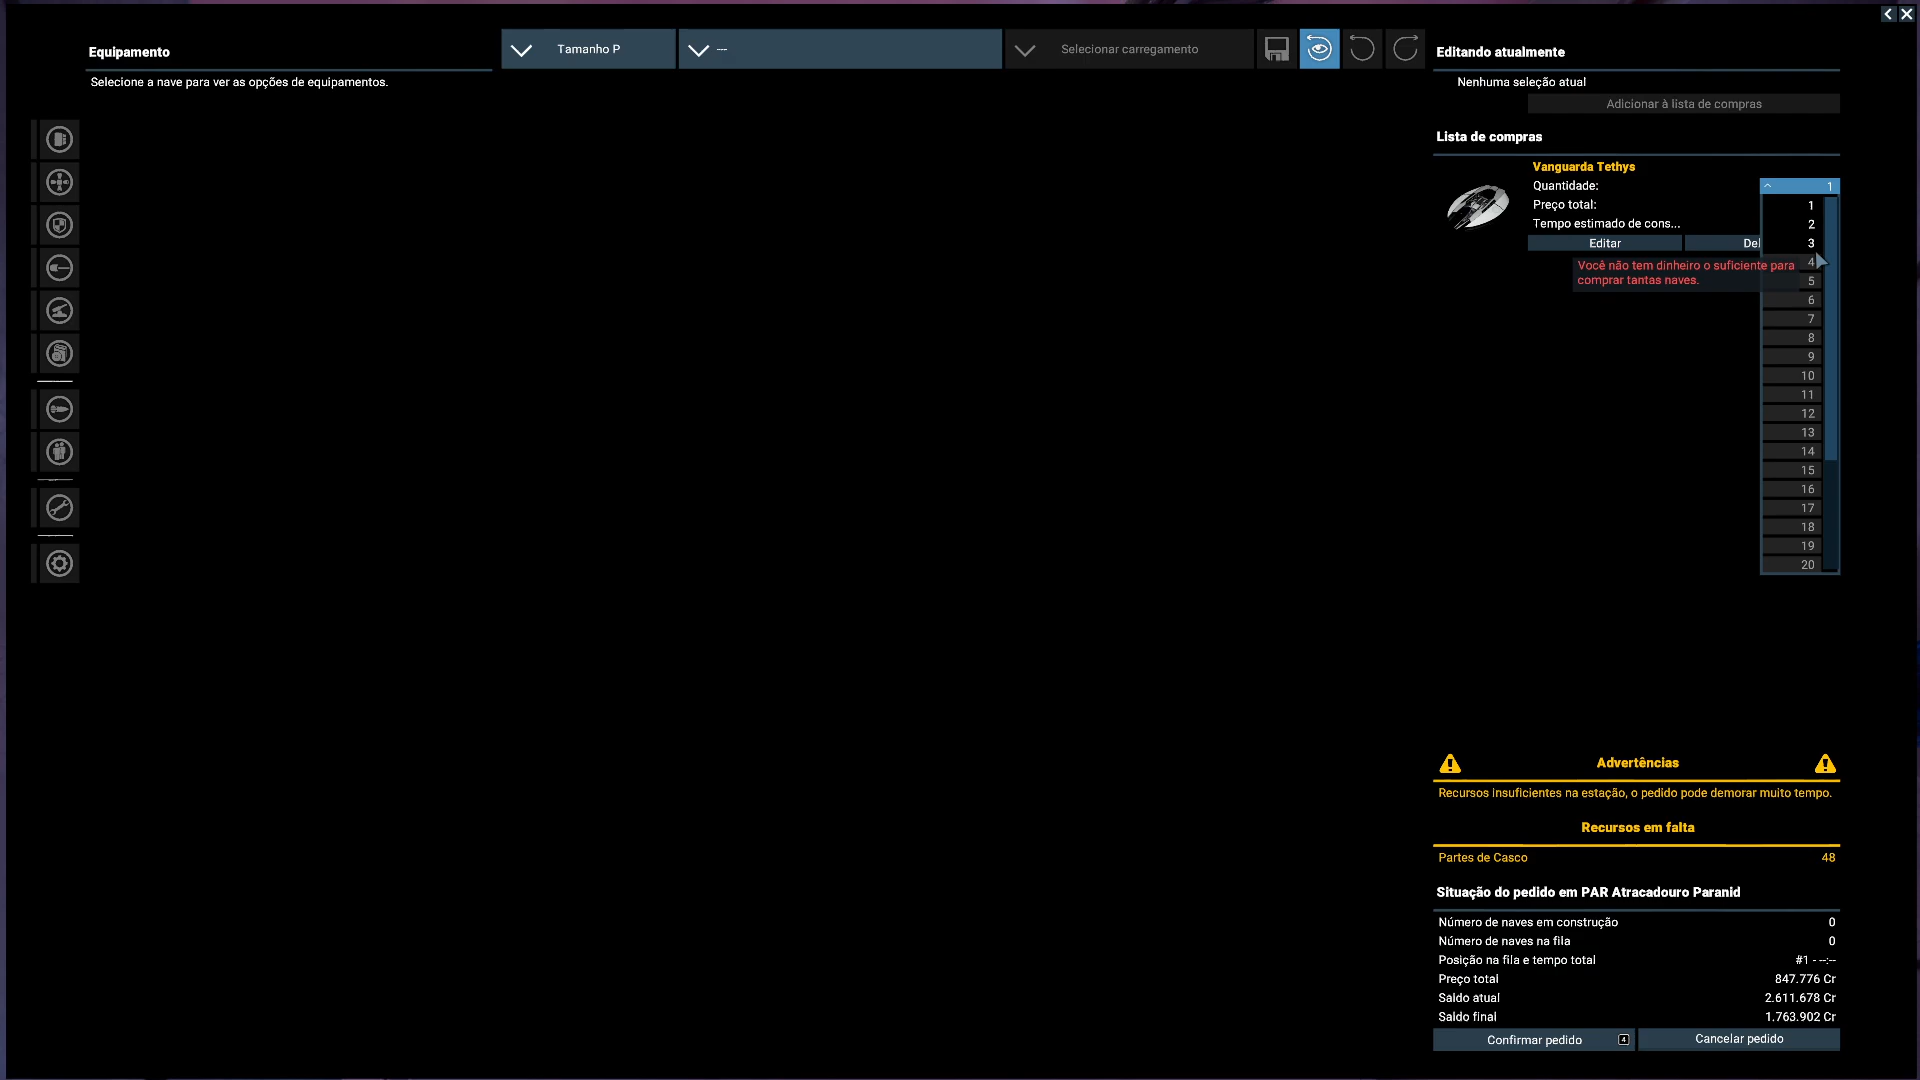 Equipamento
Selecione a nave para ver as opções de equipamentos.
Tamanho P
---
Selecionar carregamento
Editando atualmente
Nenhuma seleção atual
Adicionar à lista de compras
Lista de compras
Vanguarda Tethys
Quantidade:
1
Preço total:
1
Tempo estimado de cons...
2
Editar
Del
3
Você não tem dinheiro o suficiente para
comprar tantas naves.
4
5
6
7
8
9
10
11
12
13
14
15
16
17
18
19
20
Advertências
Recursos insuficientes na estação, o pedido pode demorar muito tempo.
Recursos em falta
Partes de Casco 48
Situação do pedido em PAR Atracadouro Paranid
Número de naves em construção 0
Número de naves na fila 0
Posição na fila e tempo total #1 - --:--
Preço total 847.776 Cr
Saldo atual 2.611.678 Cr
Saldo final 1.763.902 Cr
Confirmar pedido 4
Cancelar pedido